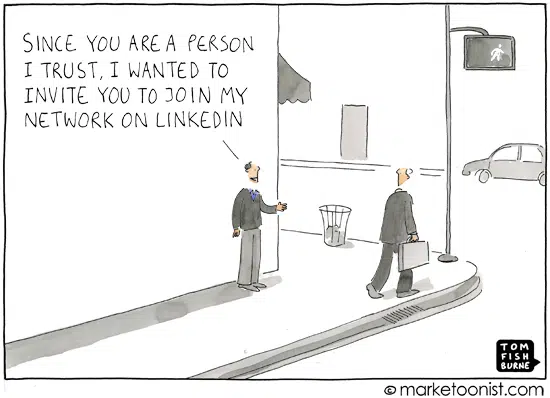 SINCE YOU ARE A PERSON
I TRUST, I WANTED TO
INVITE YOU TO JOIN MY
NETWORK ON LINKEDIN
TOM
FISH
BURNE
© marketoonist.com